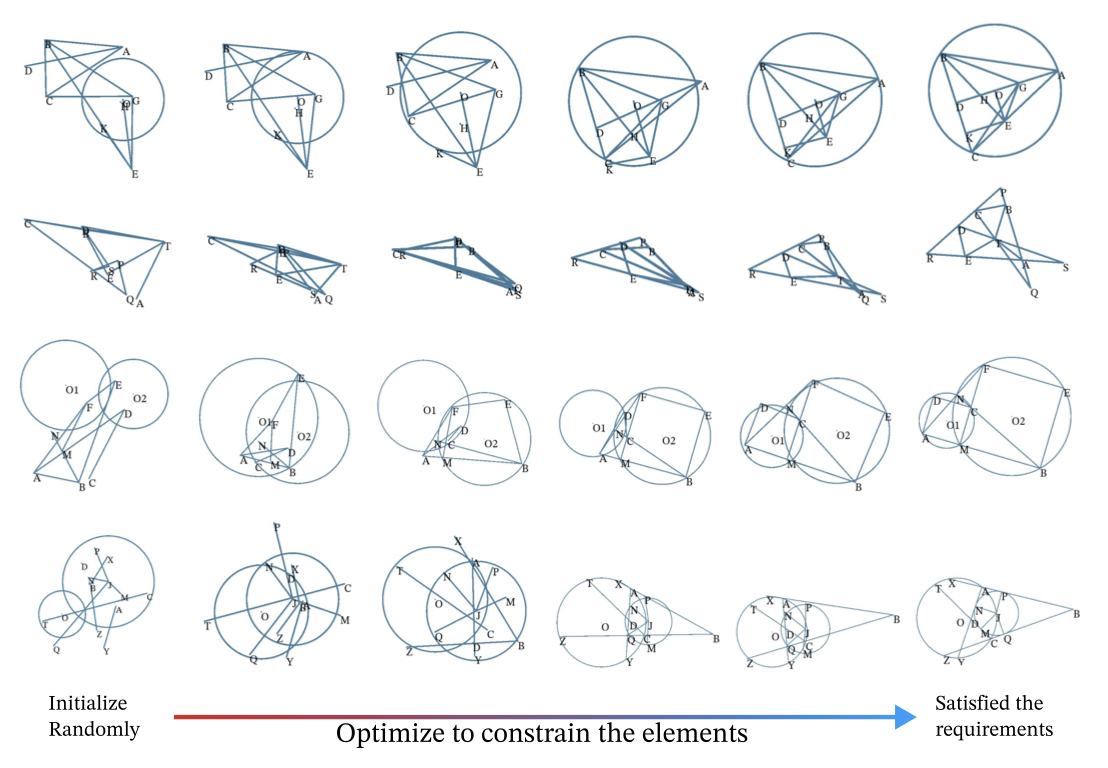 B A D C O G H K E
B A D C O G H K E
B A D C O G H K E
B A D C O G H K E
B A D C O G H K E
B A D C H O G K E
C T R S P E Q A
C R E T S A Q
C R B E A S
R C D P B E S
R D C P B E T A Q S
P C B D R E T A S Q
O1 O2 E F D N M A B C
E O1 F O2 N A C M D B
O1 F E D N C A M O2 B
O1 D F E N C A M O2 B
D N F E C O1 A M O2 B
D N F E C O1 A M O2 B
P X D N B J M C A O T Z Q Y
P N X D C O J A B T M Z Q Y
X A T N P O M J Q C D Z Y B
T X A P N O D J Z Q C M Y B
X T A P N O D J Q C M Z Y B
X T A P N O D J M Q C Z Y B
Initialize
Randomly
Optimize to constrain the elements
Satisfied the
requirements